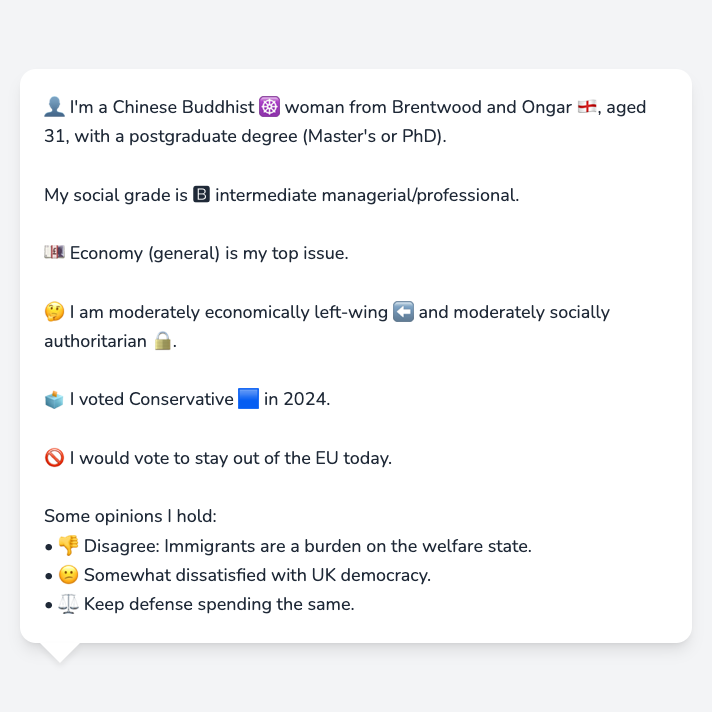 👤 I'm a Chinese Buddhist ☸️ woman from Brentwood and Ongar 🏴󠁧󠁢󠁥󠁮󠁧󠁿, aged
31, with a postgraduate degree (Master's or PhD).
My social grade is 🅱 intermediate managerial/professional.
💷 Economy (general) is my top issue.
🤔 I am moderately economically left-wing ⬅️ and moderately socially
authoritarian 🔒.
🗳️ I voted Conservative 🟦 in 2024.
🚫 I would vote to stay out of the EU today.
Some opinions I hold:
• 👎 Disagree: Immigrants are a burden on the welfare state.
• 😕 Somewhat dissatisfied with UK democracy.
• ⚖️ Keep defense spending the same.